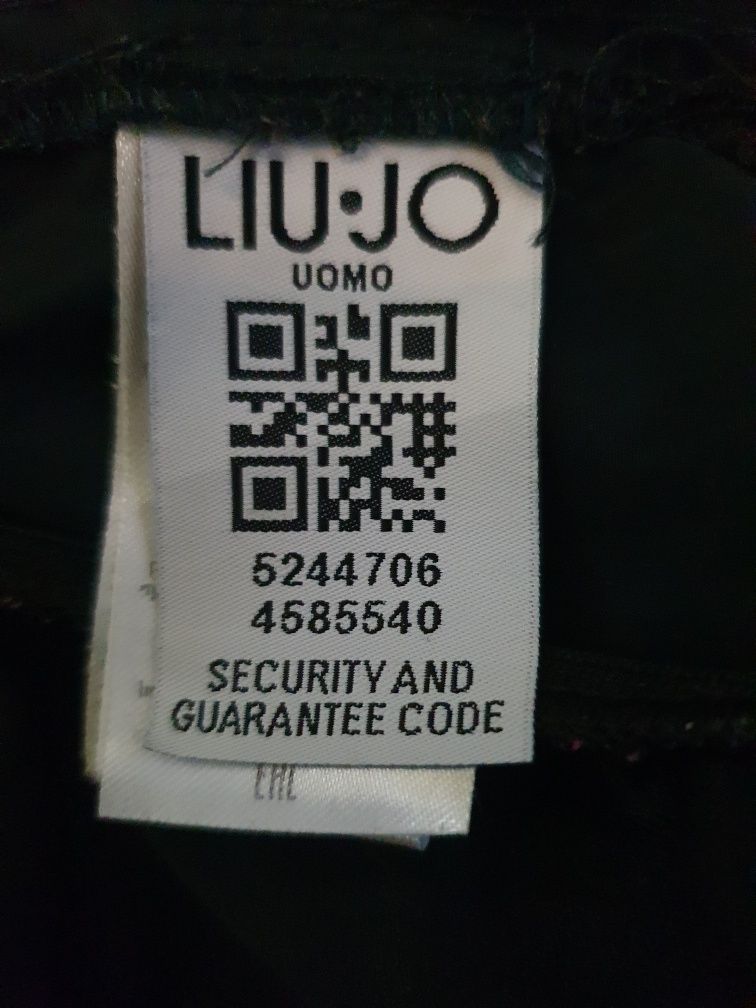 LIU·JO
UOMO
5244706
4585540
SECURITY AND
GUARANTEE CODE
EAC